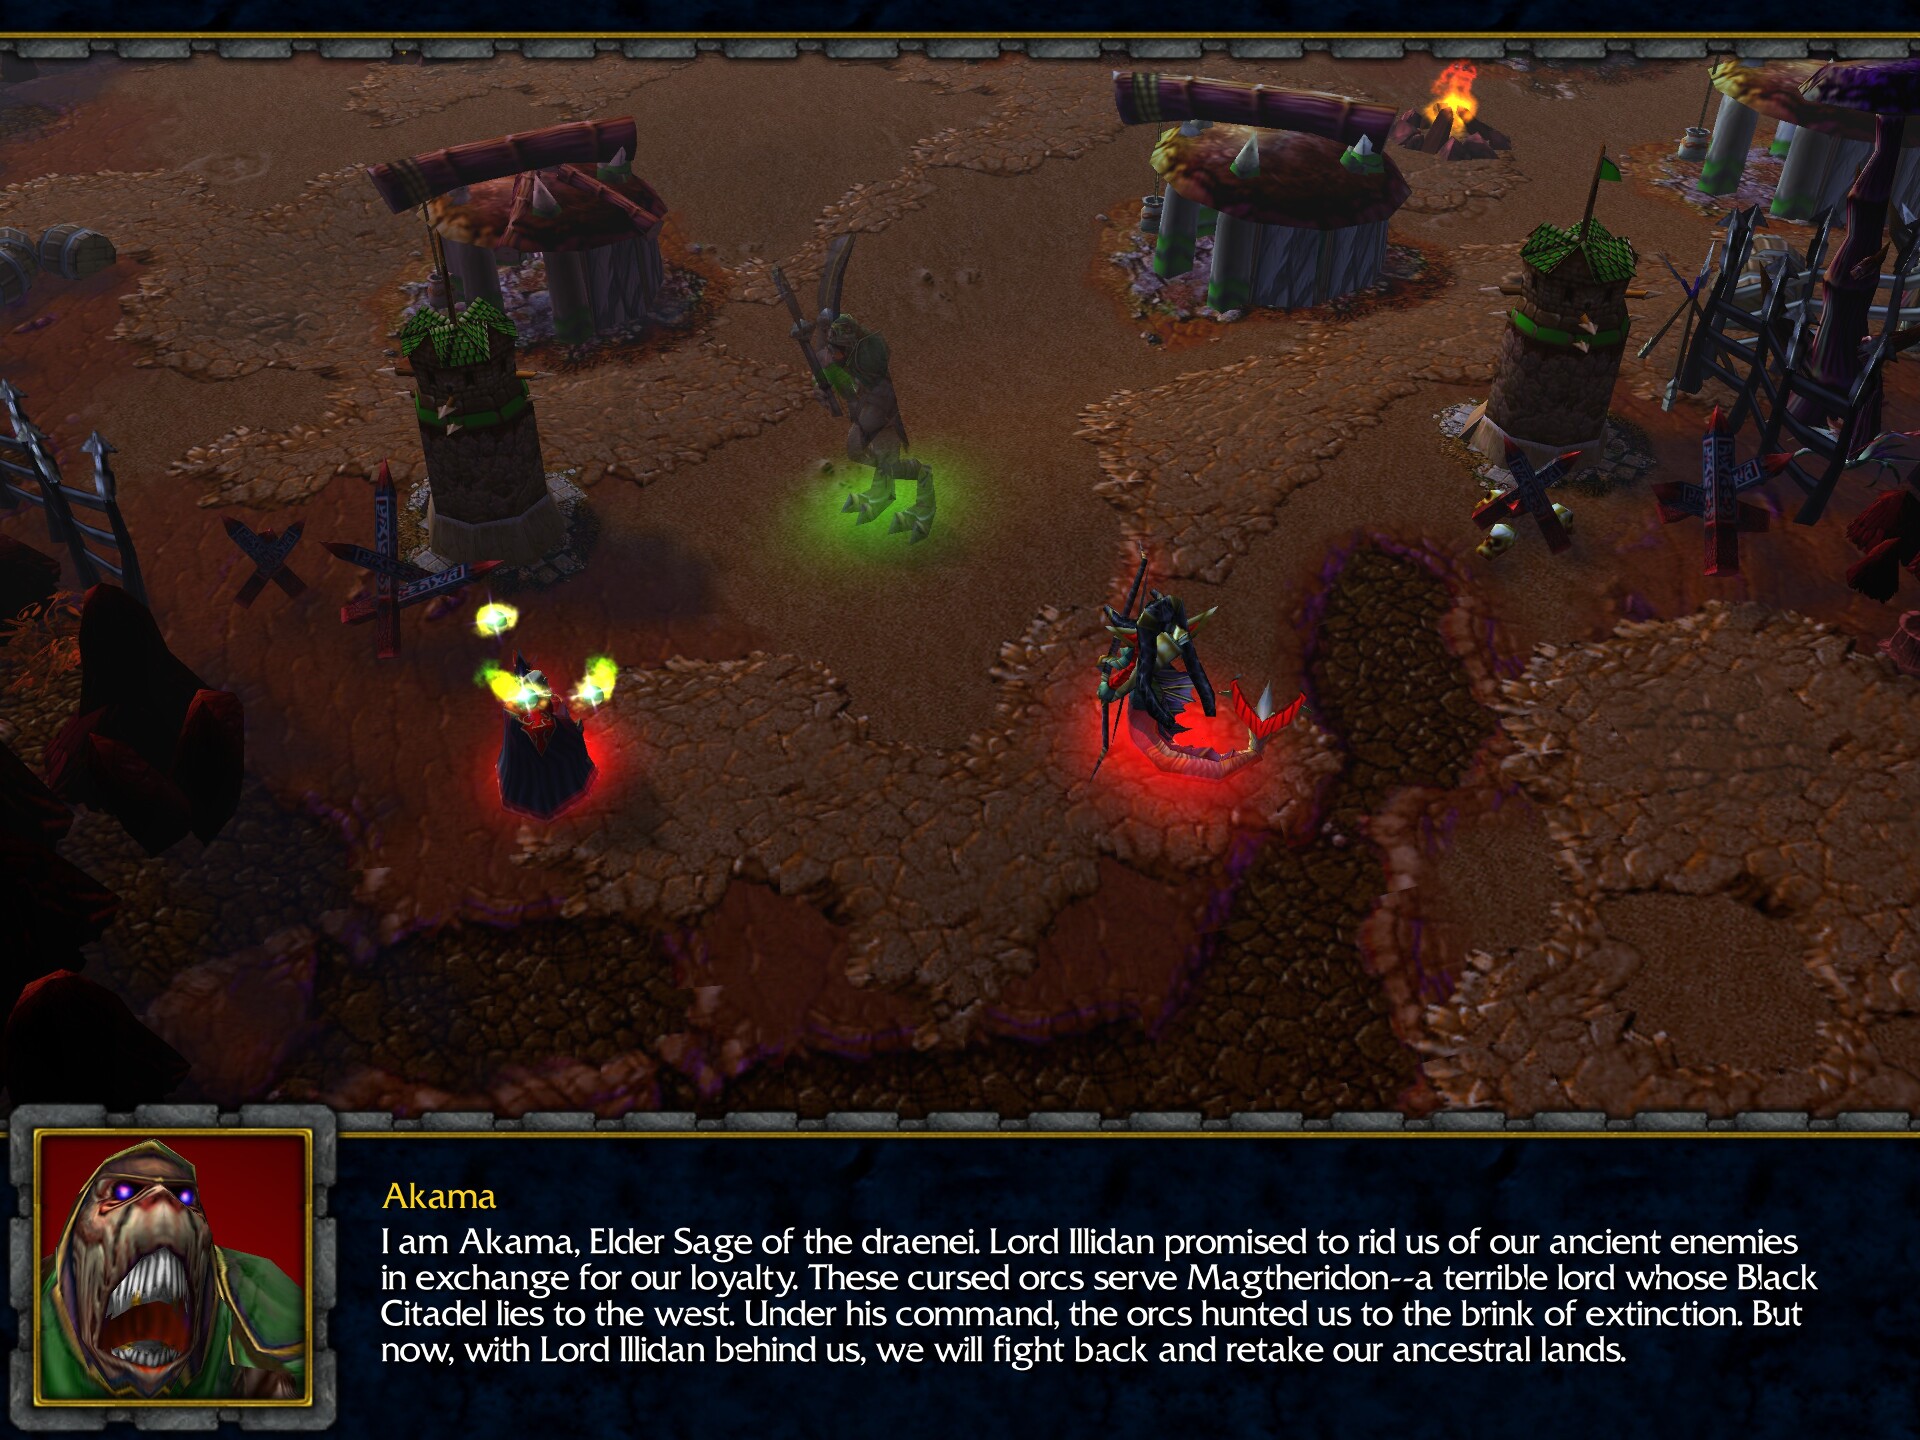 Akama
I am Akama, Elder Sage of the draenei. Lord Illidan promised to rid us of our ancient enemies
in exchange for our loyalty. These cursed orcs serve Magtheridon--a terrible lord whose Black
Citadel lies to the west. Under his command, the orcs hunted us to the brink of extinction. But
now, with Lord Illidan behind us, we will fight back and retake our ancestral lands.